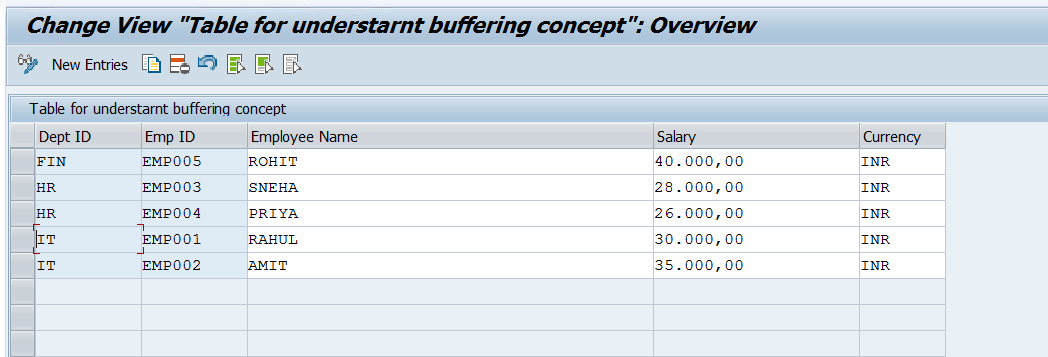 Change View "Table for understarnt buffering concept": Overview
New Entries
Table for understarnt buffering concept
Dept ID Emp ID Employee Name Salary Currency
FIN EMP005 ROHIT 40.000,00 INR
HR EMP003 SNEHA 28.000,00 INR
HR EMP004 PRIYA 26.000,00 INR
IT EMP001 RAHUL 30.000,00 INR
IT EMP002 AMIT 35.000,00 INR